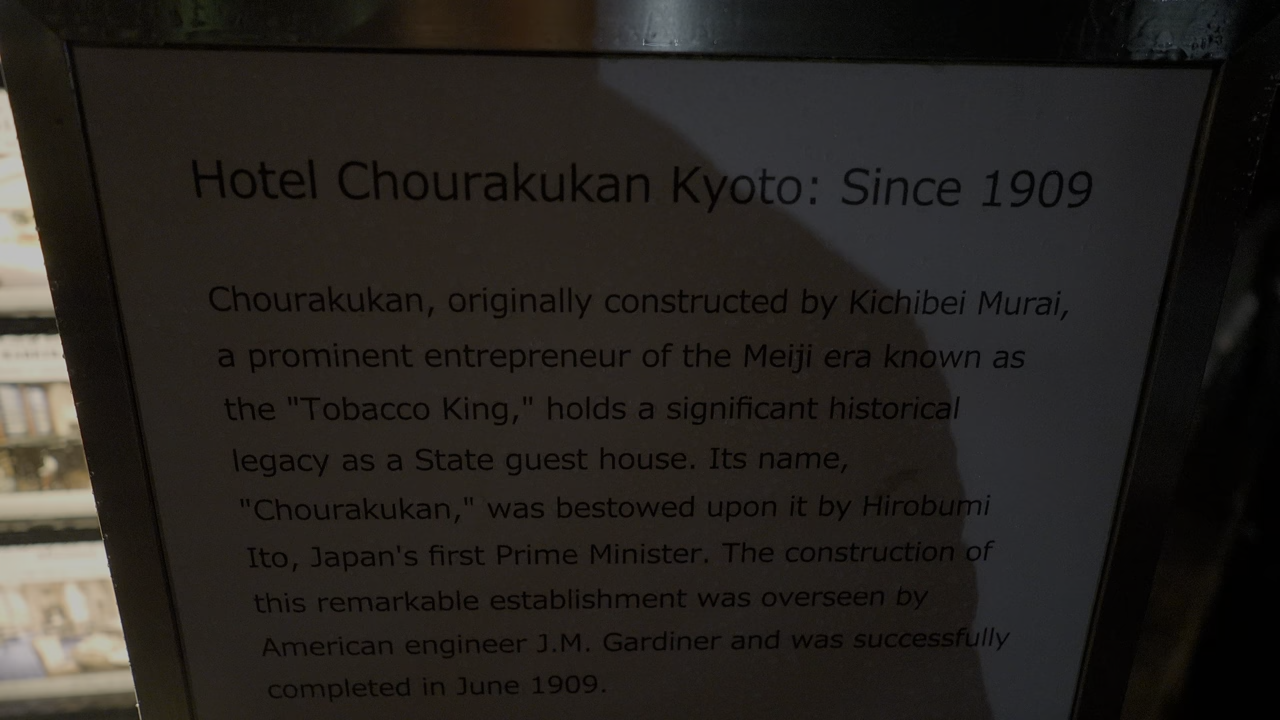 Hotel Chourakukan Kyoto: Since 1909
Chourakukan, originally constructed by Kichibei Murai,
a prominent entrepreneur of the Meiji era known as
the "Tobacco King," holds a significant historical
legacy as a State guest house. Its name,
"Chourakukan," was bestowed upon it by Hirobumi
Ito, Japan's first Prime Minister. The construction of
this remarkable establishment was overseen by
American engineer J.M. Gardiner and was successfully
completed in June 1909.